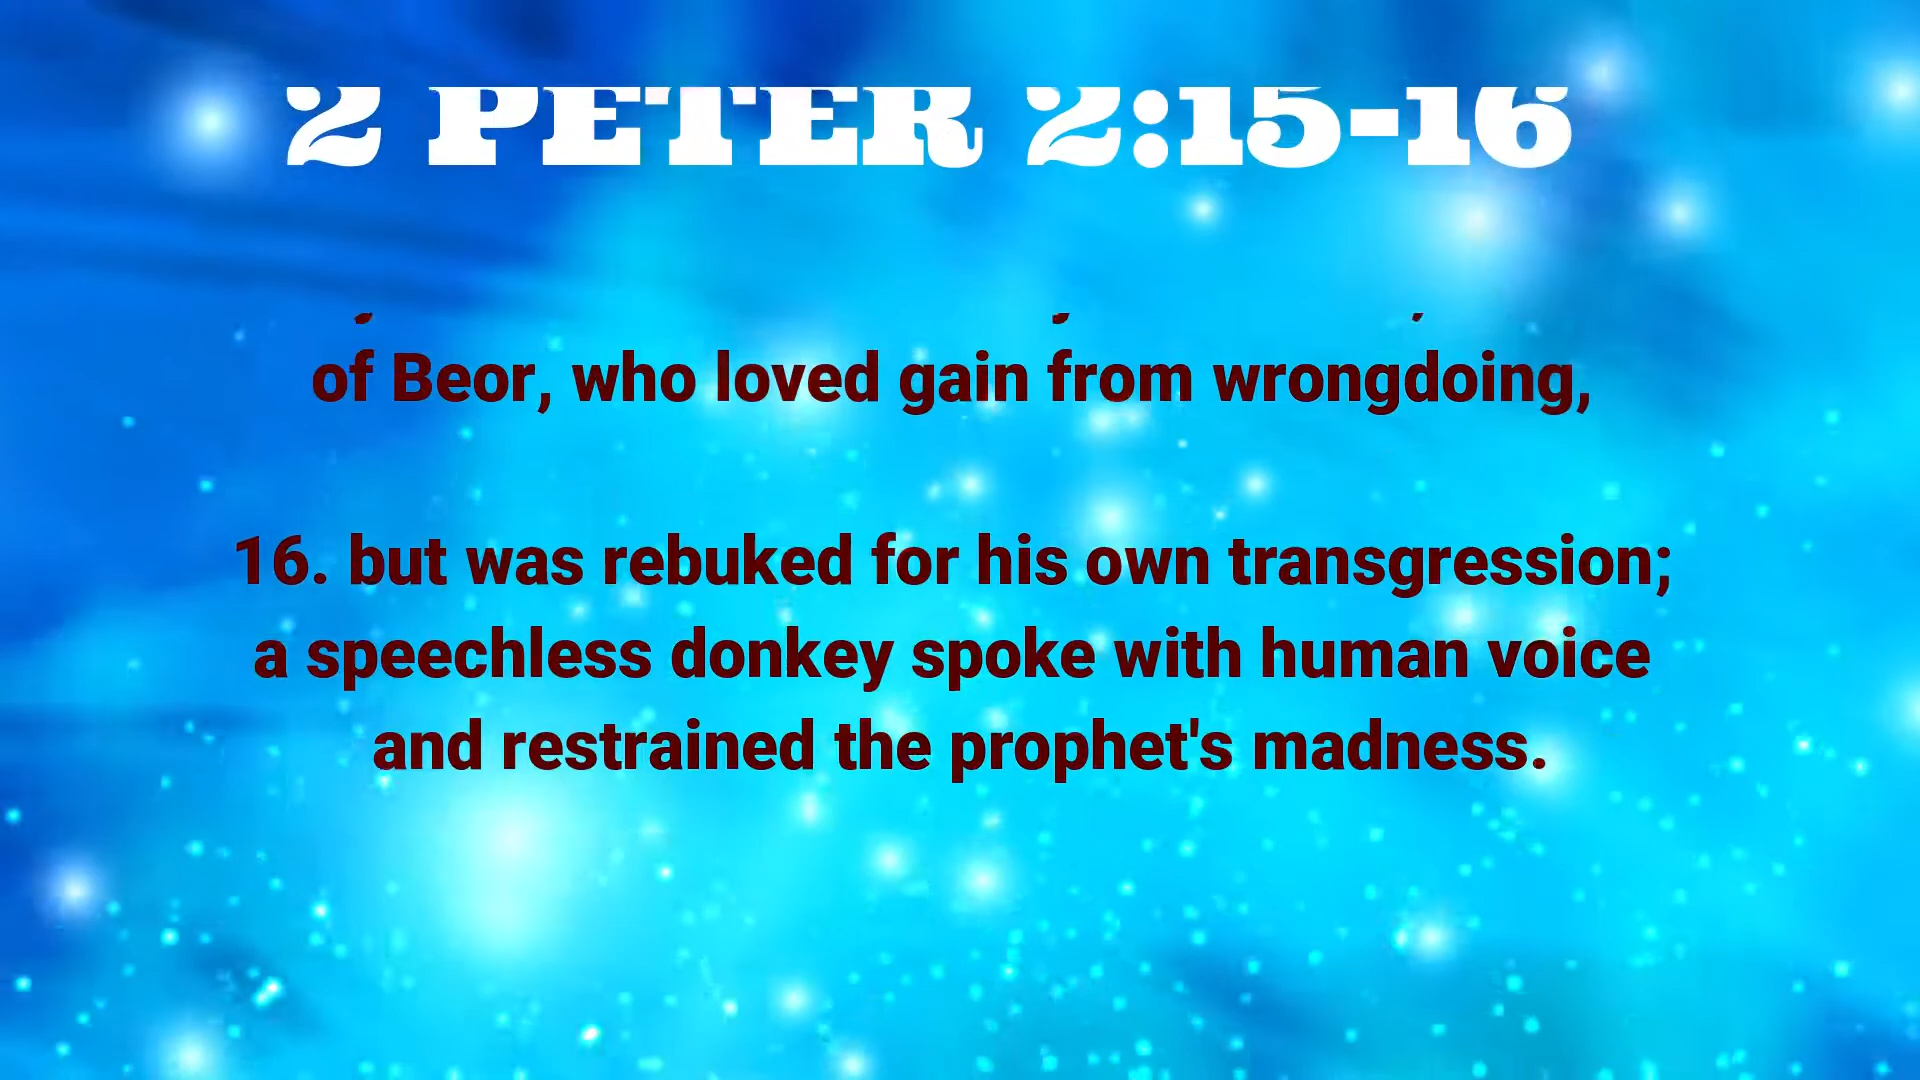 2 PETER 2:15-16
of Beor, who loved gain from wrongdoing,
16. but was rebuked for his own transgression;
a speechless donkey spoke with human voice
and restrained the prophet's madness.